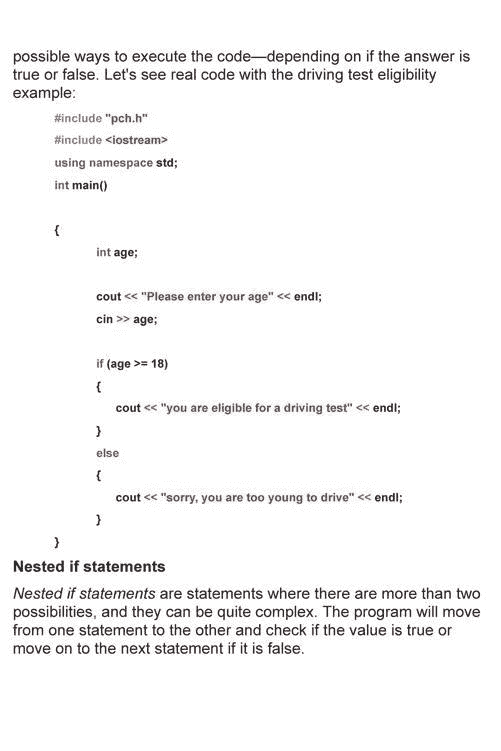 possible ways to execute the code—depending on if the answer is
true or false. Let's see real code with the driving test eligibility
example:
#include "pch.h"
#include <iostream>
using namespace std;
int main()
{
int age;
cout << "Please enter your age" << endl;
cin >> age;
if (age >= 18)
{
cout << "you are eligible for a driving test" << endl;
}
else
{
cout << "sorry, you are too young to drive" << endl;
}
}
Nested if statements
Nested if statements are statements where there are more than two
possibilities, and they can be quite complex. The program will move
from one statement to the other and check if the value is true or
move on to the next statement if it is false.